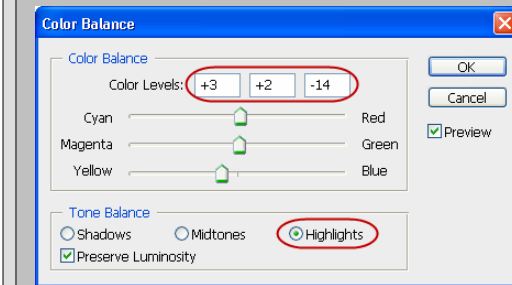 Color Balance
Color Balance
Color Levels: +3 +2 -14
OK
Cancel
Preview
Cyan Red
Magenta Green
Yellow Blue
Tone Balance
Shadows Midtones Highlights
Preserve Luminosity